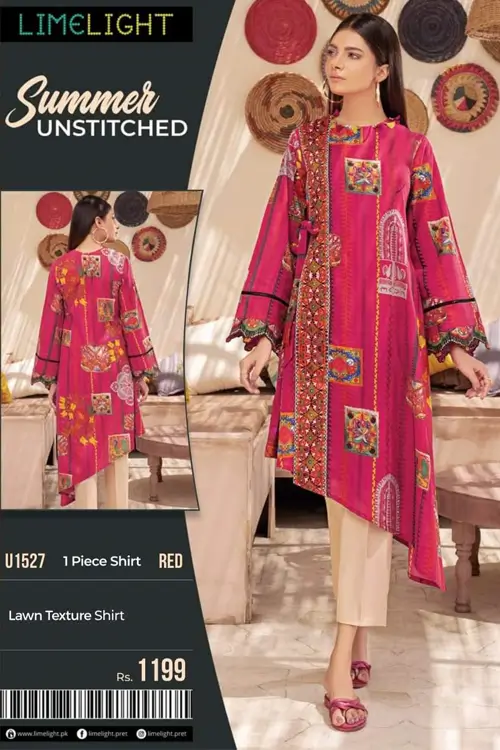 LIMELIGHT
Summer
UNSTITCHED
U1527 1 Piece Shirt RED
Lawn Texture Shirt
Rs. 1199
www.limelight.pk limelight.pret limelight.pret